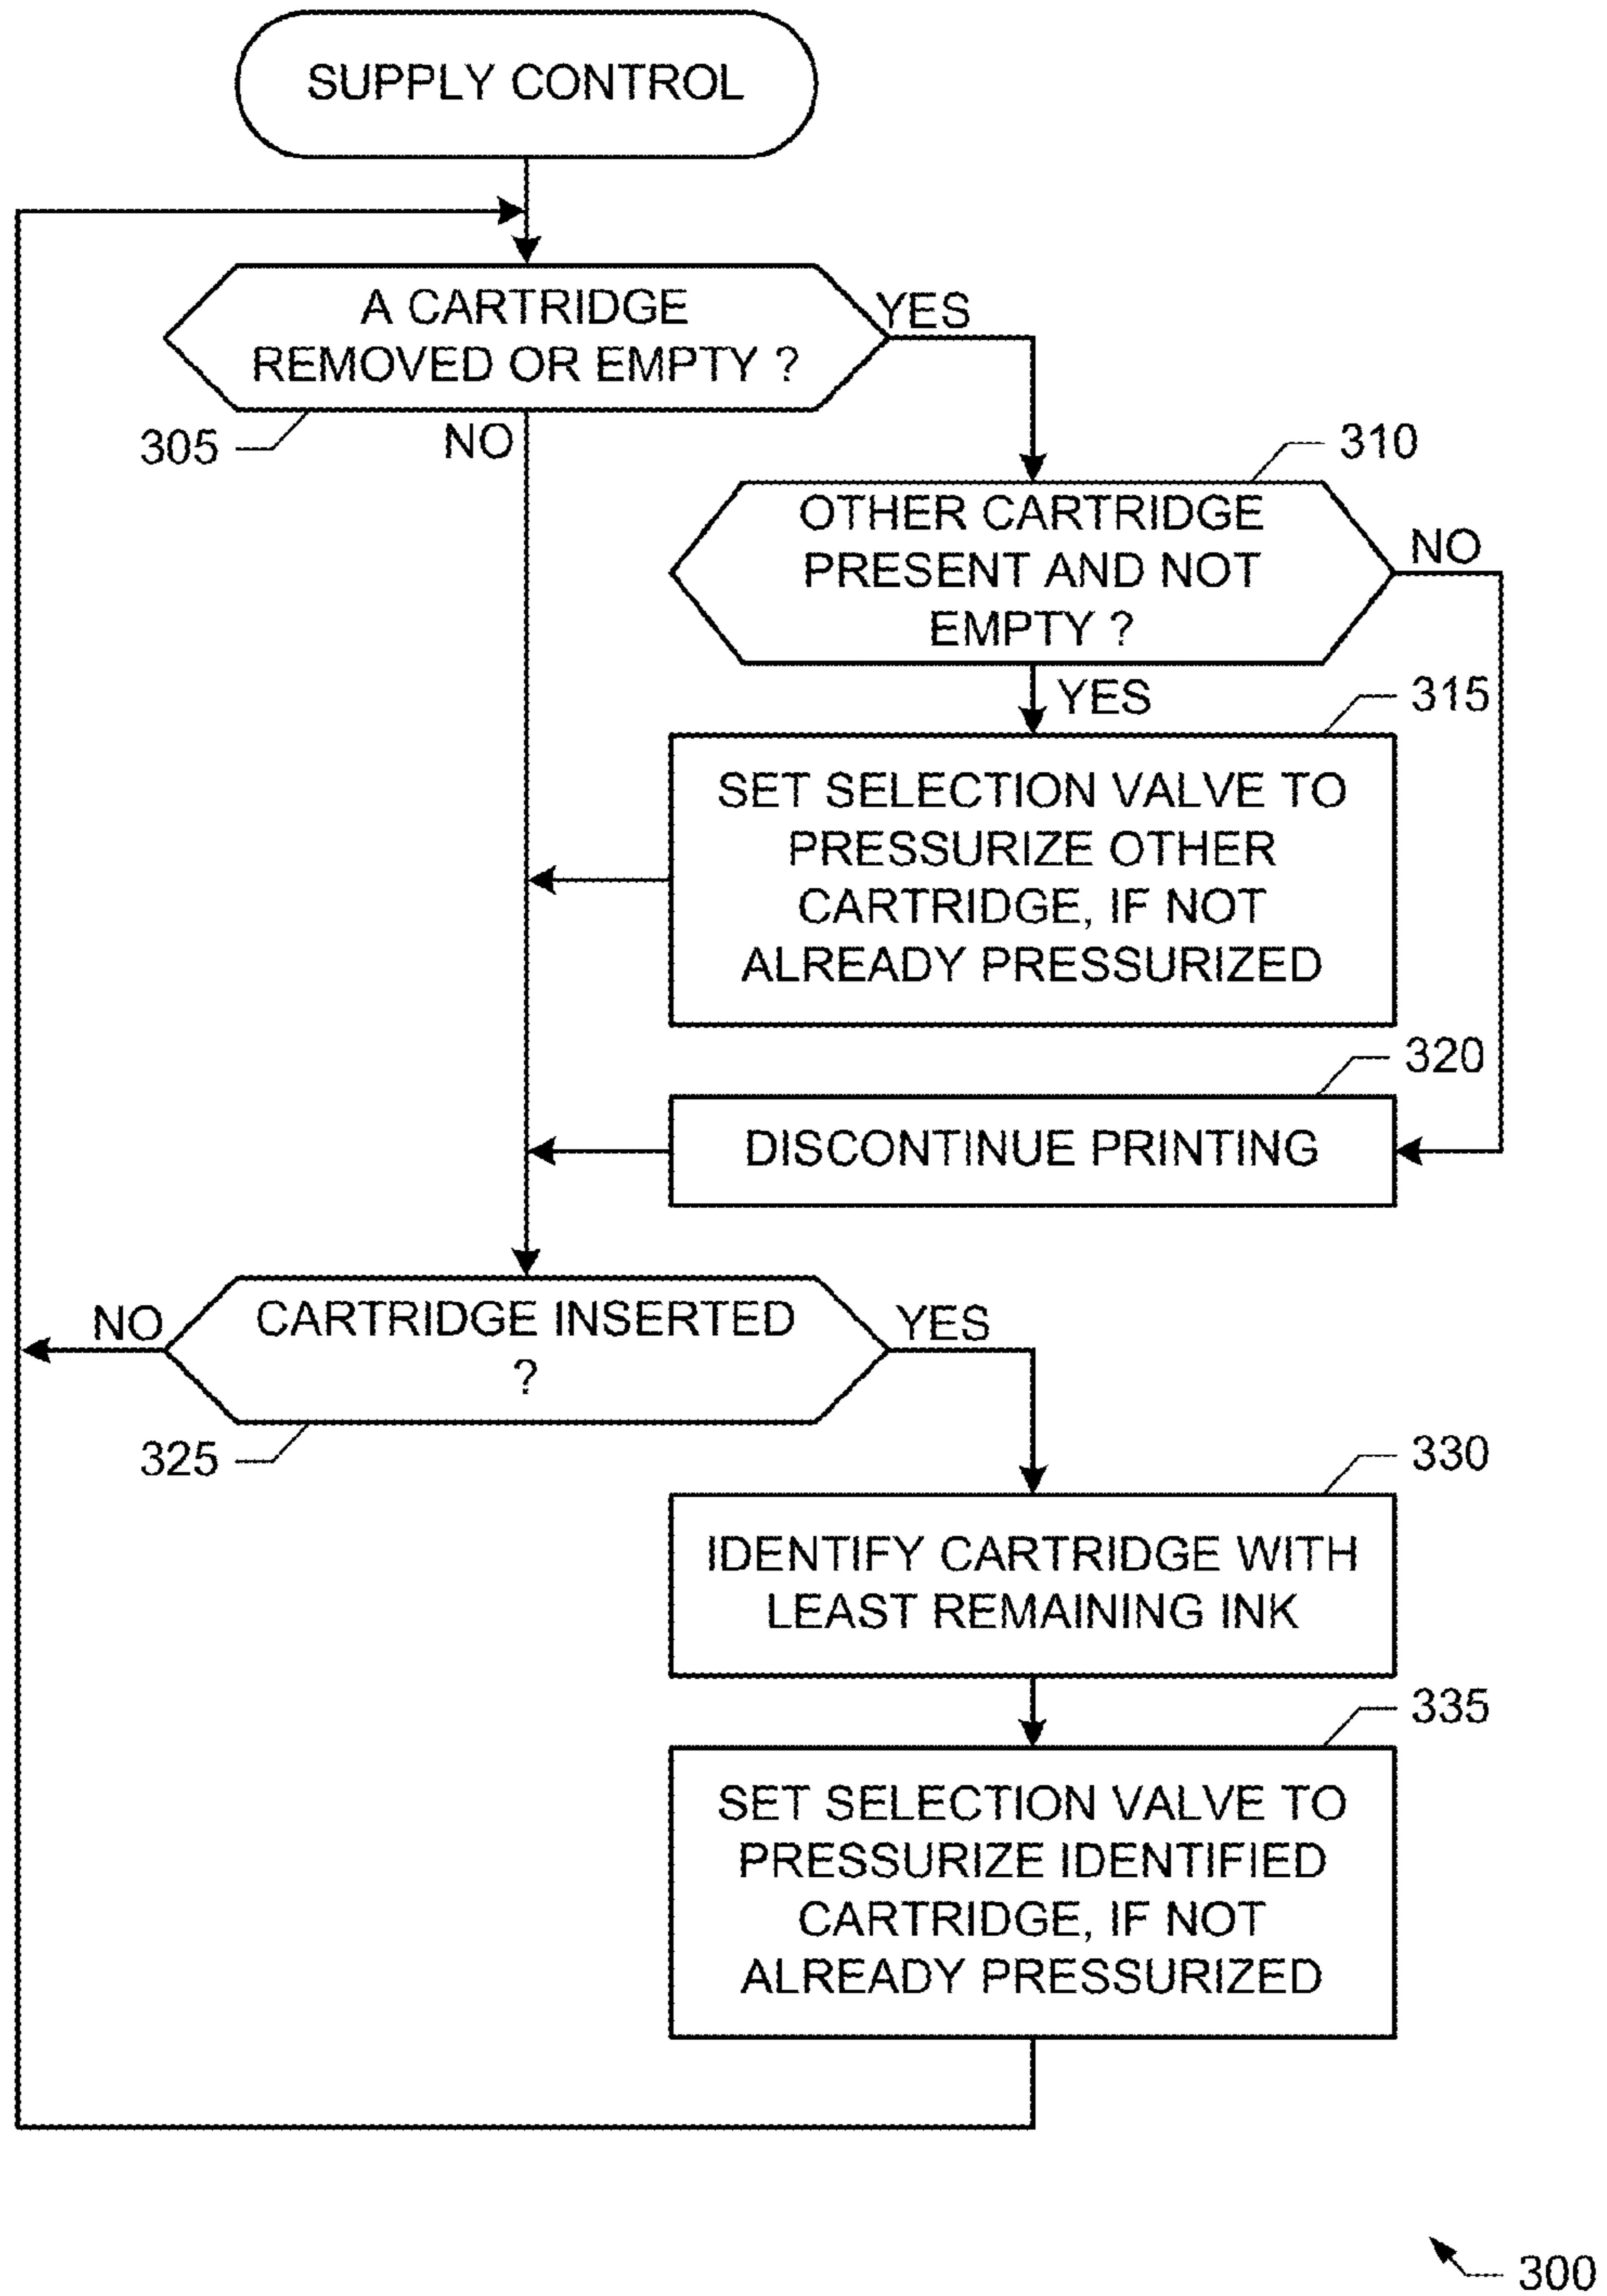 SUPPLY CONTROL
A CARTRIDGE
REMOVED OR EMPTY ?
YES
305
NO
310
OTHER CARTRIDGE
PRESENT AND NOT
EMPTY ?
NO
YES
315
SET SELECTION VALVE TO
PRESSURIZE OTHER
CARTRIDGE, IF NOT
ALREADY PRESSURIZED
320
DISCONTINUE PRINTING
NO
CARTRIDGE INSERTED
?
YES
325
330
IDENTIFY CARTRIDGE WITH
LEAST REMAINING INK
335
SET SELECTION VALVE TO
PRESSURIZE IDENTIFIED
CARTRIDGE, IF NOT
ALREADY PRESSURIZED
300